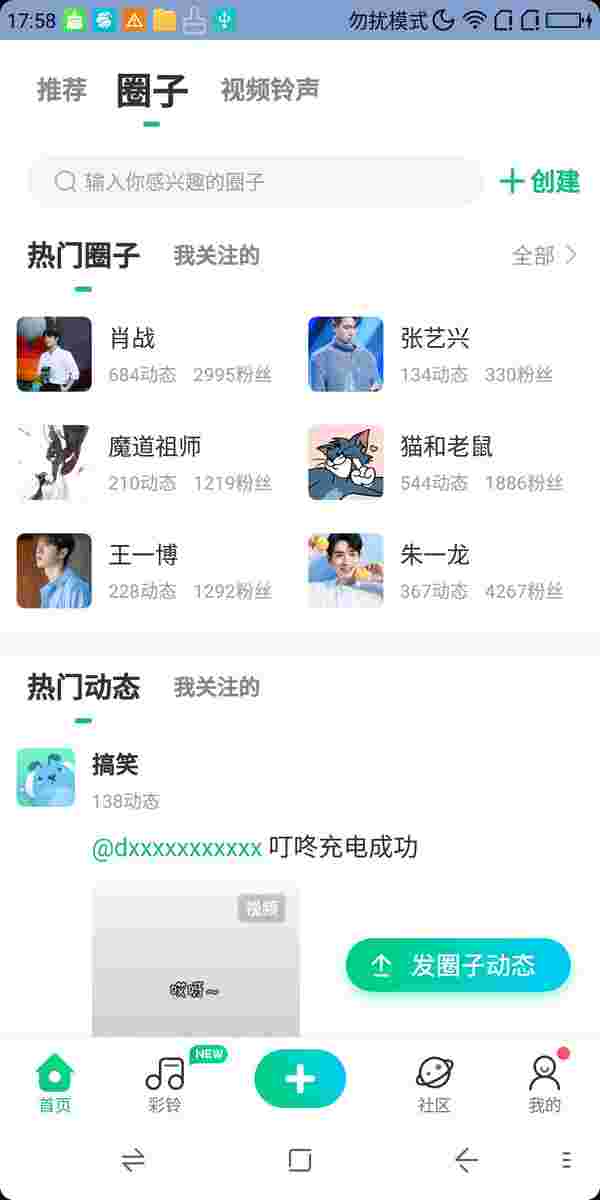 17:58 勿扰模式
推荐 圈子 视频铃声
输入你感兴趣的圈子 创建
热门圈子 我关注的 全部
肖战 张艺兴
684动态 2995粉丝 134动态 330粉丝
魔道祖师 猫和老鼠
210动态 1219粉丝 544动态 1886粉丝
王一博 朱一龙
228动态 1292粉丝 367动态 4267粉丝
热门动态 我关注的
搞笑
138动态
@dxxxxxxxxxxx 叮咚充电成功
视频
发圈子动态
哎呀~
NEW
首页 彩铃 社区 我的